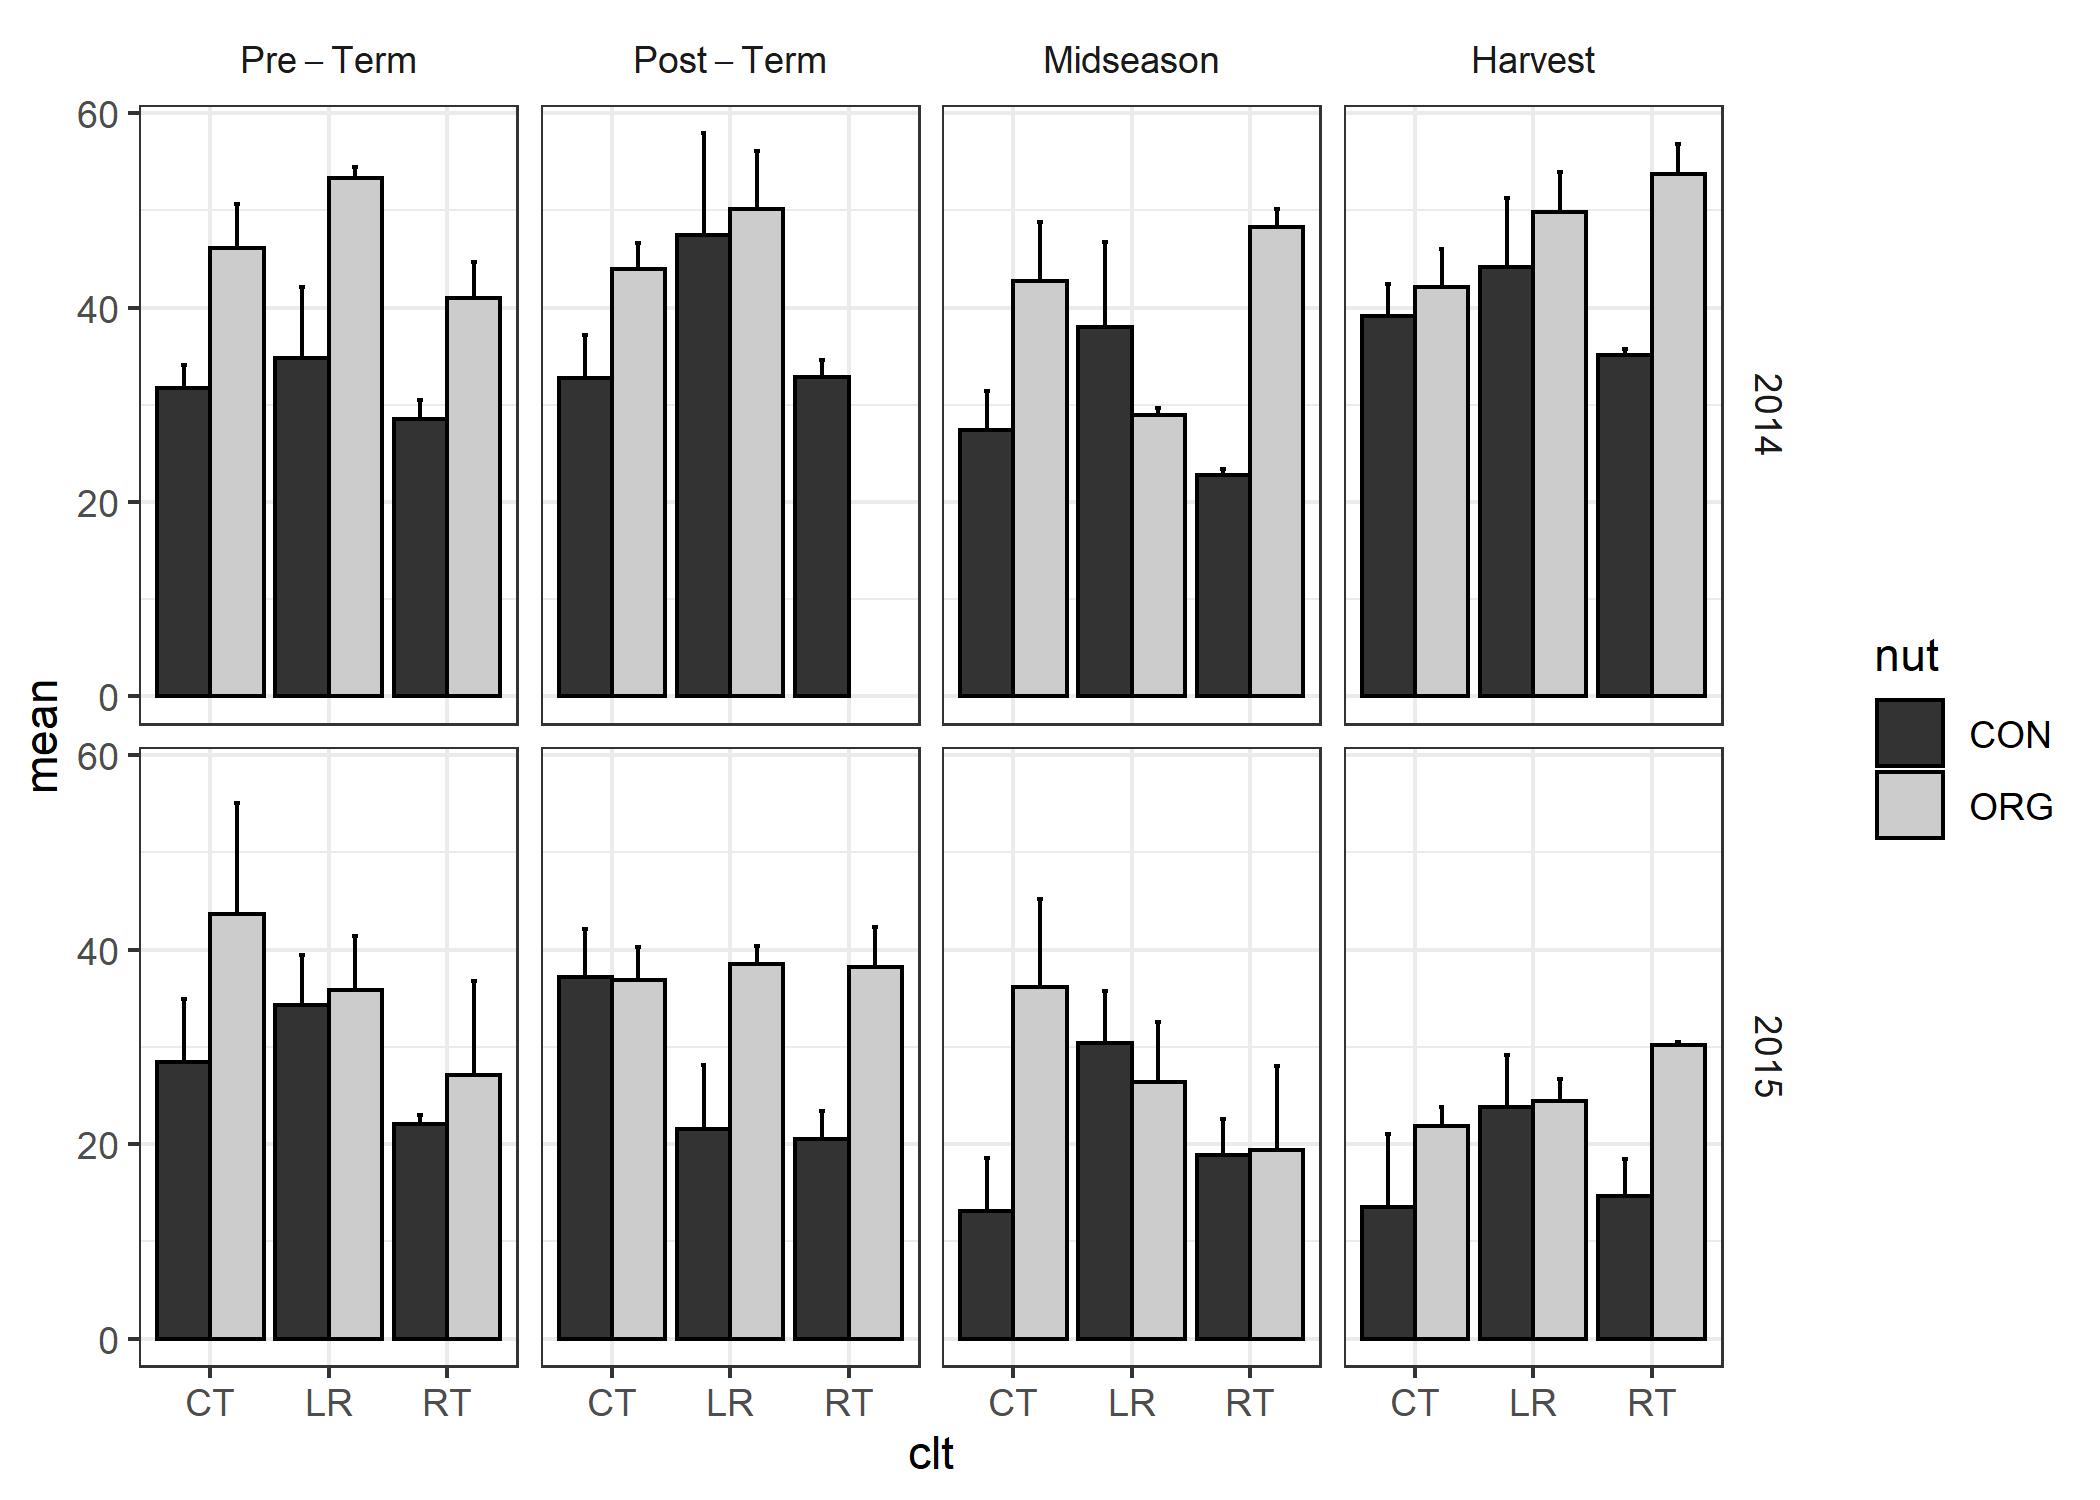 Pre – Term Post – Term Midseason Harvest
60
40
20
0
2014
mean
60
40
20
0
2015
CT LR RT CT LR RT CT LR RT CT LR RT
clt
nut
CON
ORG